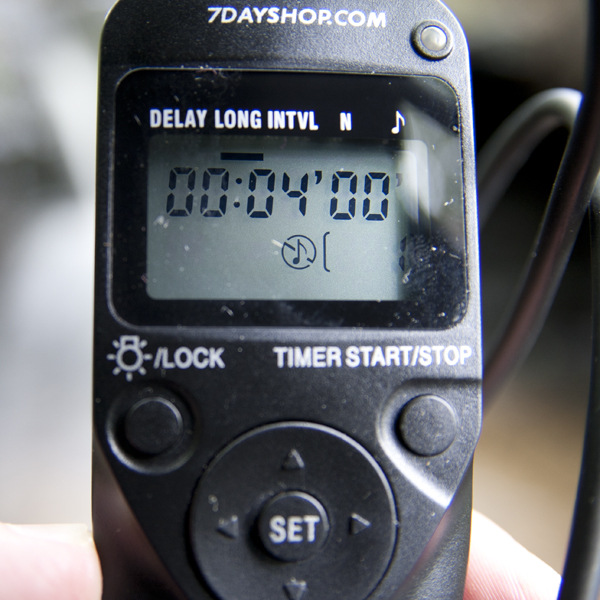 7DAYSHOP.COM
DELAY LONG INTVL N ♪
00:04'00"
/LOCK TIMER START/STOP
SET